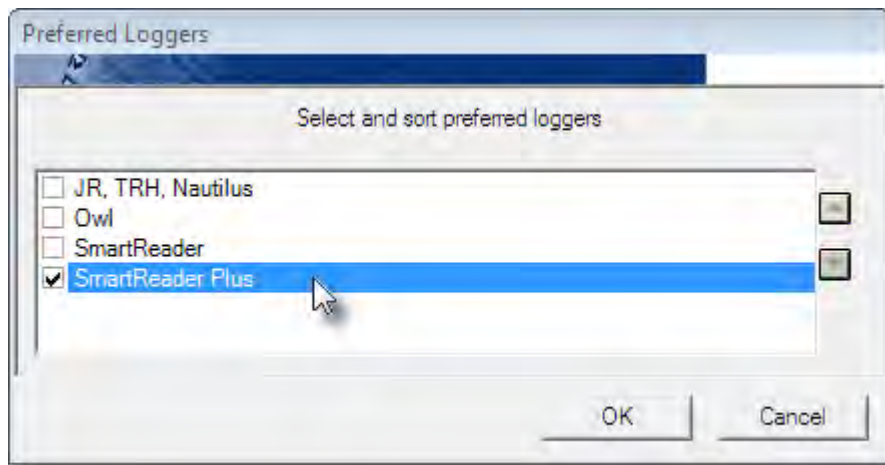 Preferred Loggers
Select and sort preferred loggers
JR, TRH, Nautilus
Owl
SmartReader
SmartReader Plus
OK
Cancel